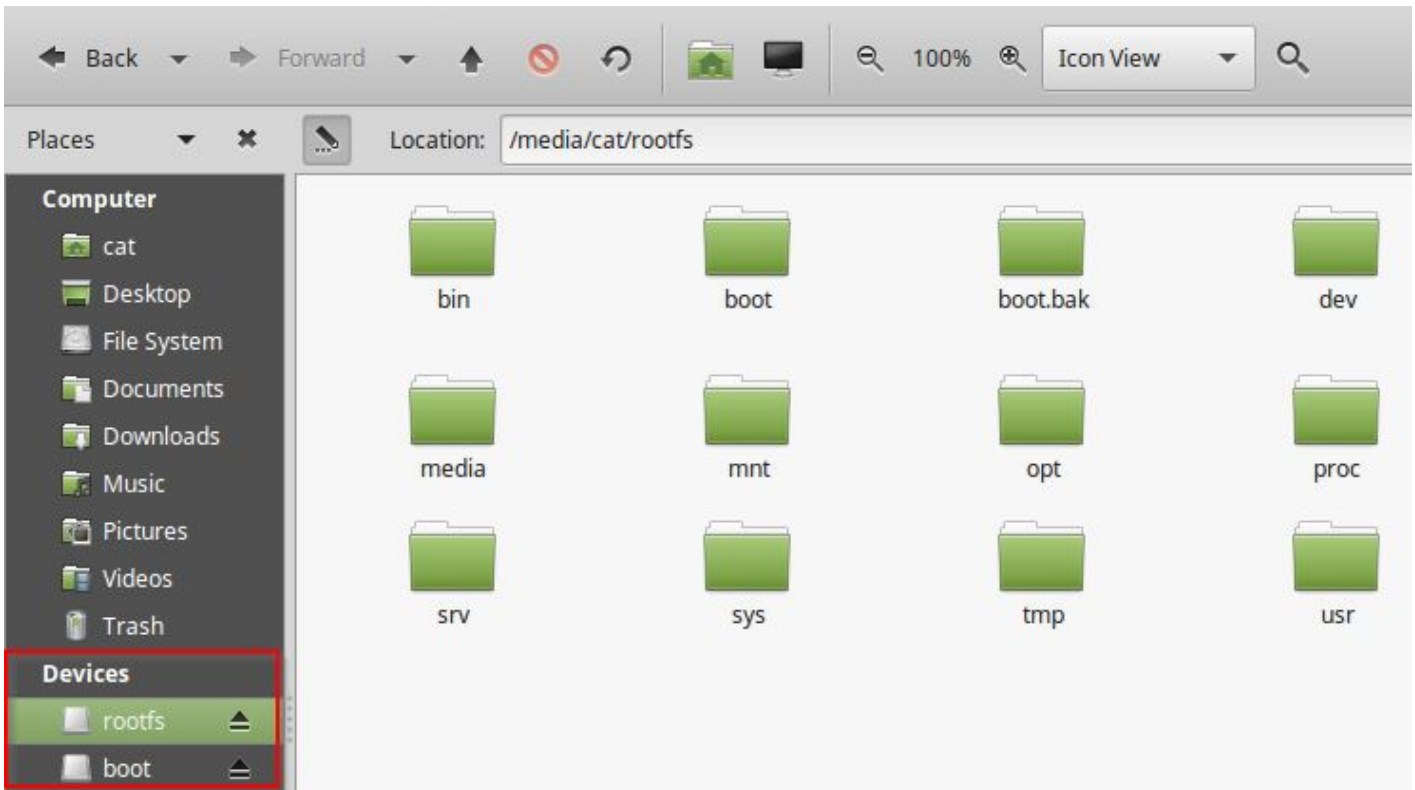 Back Forward 100% Icon View
Places Location: /media/cat/rootfs
Computer
cat
Desktop
File System
Documents
Downloads
Music
Pictures
Videos
Trash
Devices
rootfs
boot
bin boot boot.bak dev
media mnt opt proc
srv sys tmp usr